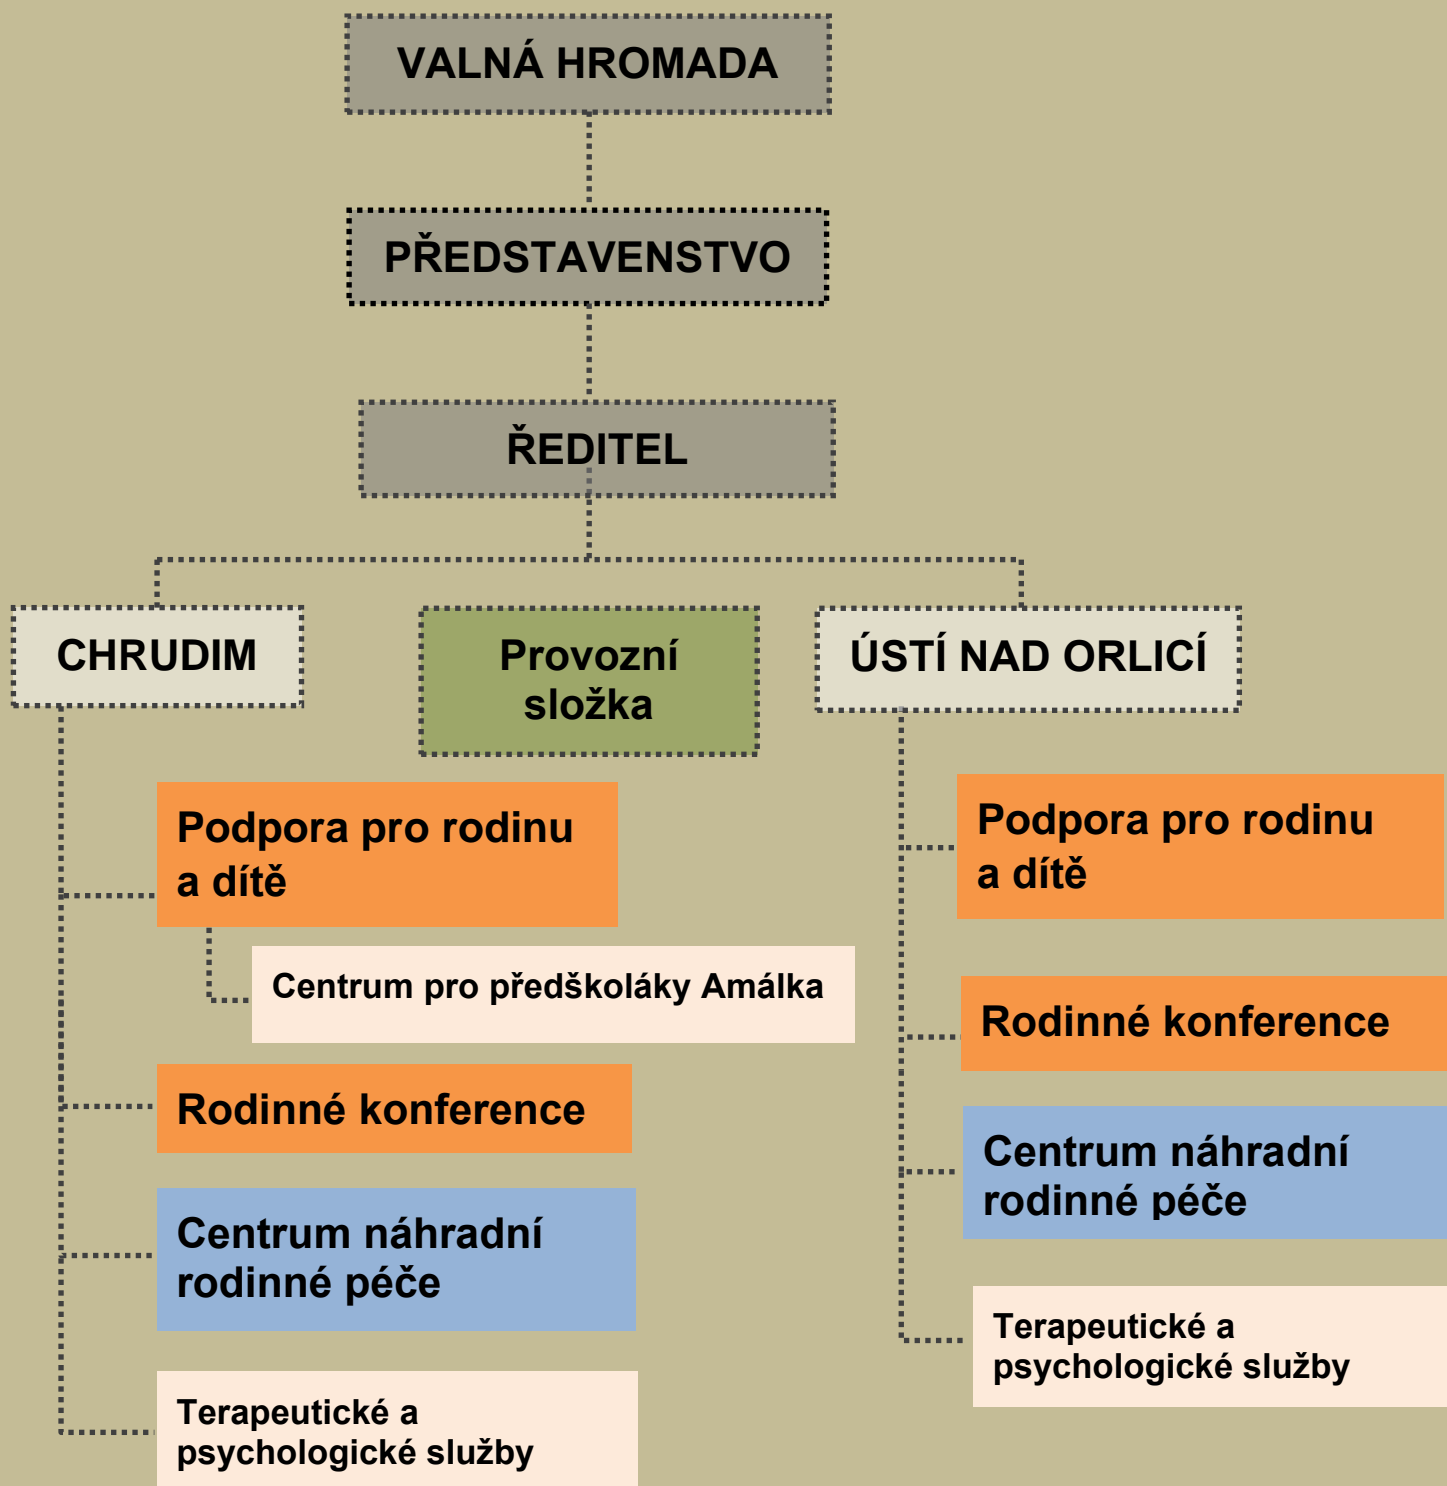 VALNÁ HROMADA
PŘEDSTAVENSTVO
ŘEDITEL
CHRUDIM
Provozní
složka
ÚSTÍ NAD ORLICÍ
Podpora pro rodinu
a dítě
Centrum pro předškoláky Amálka
Rodinné konference
Centrum náhradní
rodinné péče
Terapeutické a
psychologické služby
Podpora pro rodinu
a dítě
Rodinné konference
Centrum náhradní
rodinné péče
Terapeutické a
psychologické služby